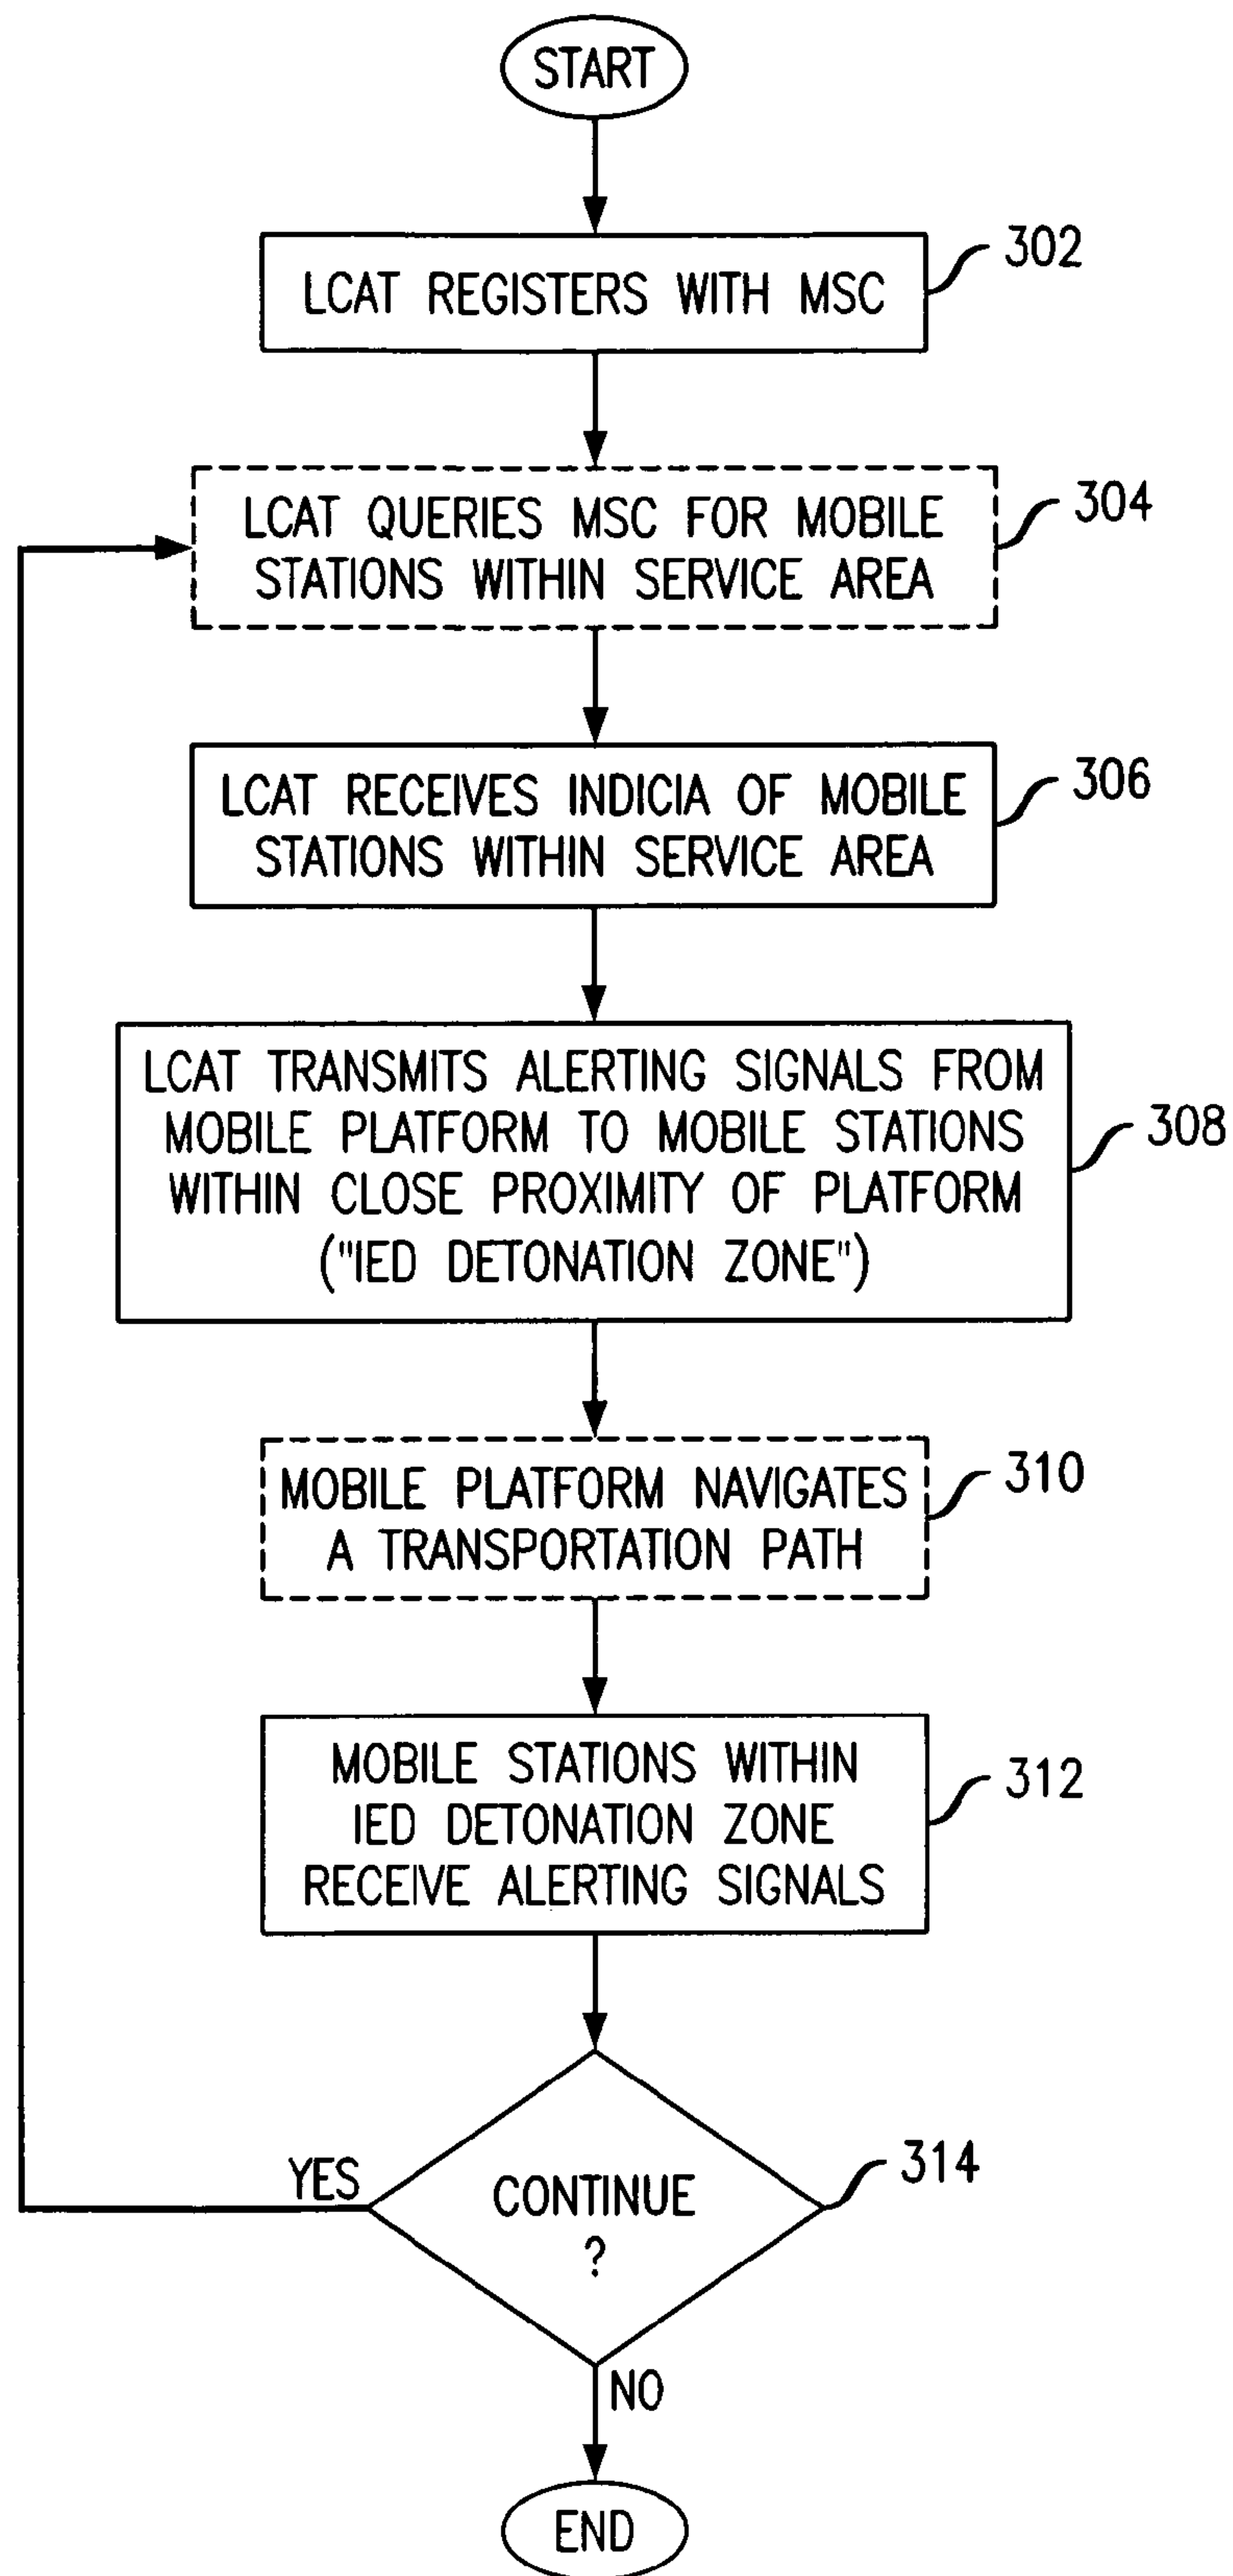 START
LCAT REGISTERS WITH MSC
302
LCAT QUERIES MSC FOR MOBILE
STATIONS WITHIN SERVICE AREA
304
LCAT RECEIVES INDICIA OF MOBILE
STATIONS WITHIN SERVICE AREA
306
LCAT TRANSMITS ALERTING SIGNALS FROM
MOBILE PLATFORM TO MOBILE STATIONS
WITHIN CLOSE PROXIMITY OF PLATFORM
("IED DETONATION ZONE")
308
MOBILE PLATFORM NAVIGATES
A TRANSPORTATION PATH
310
MOBILE STATIONS WITHIN
IED DETONATION ZONE
RECEIVE ALERTING SIGNALS
312
YES
CONTINUE
?
314
NO
END